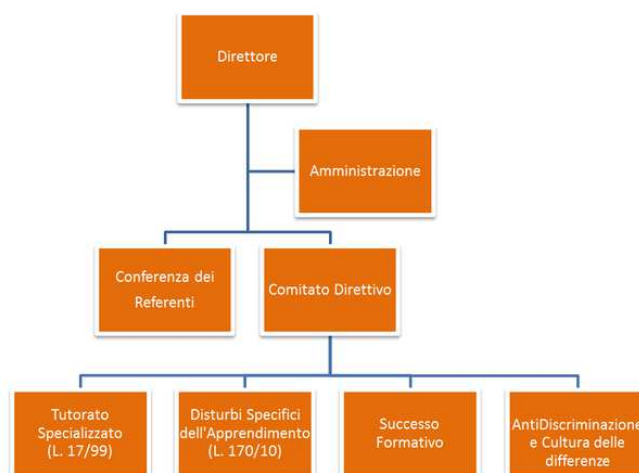 Direttore
Amministrazione
Conferenza dei
Referenti
Comitato Direttivo
Tutorato
Specializzato
(L. 17/99)
Disturbi Specifici
dell'Apprendimento
(L. 170/10)
Successo
Formativo
AntiDiscriminazione
e Cultura delle
differenze